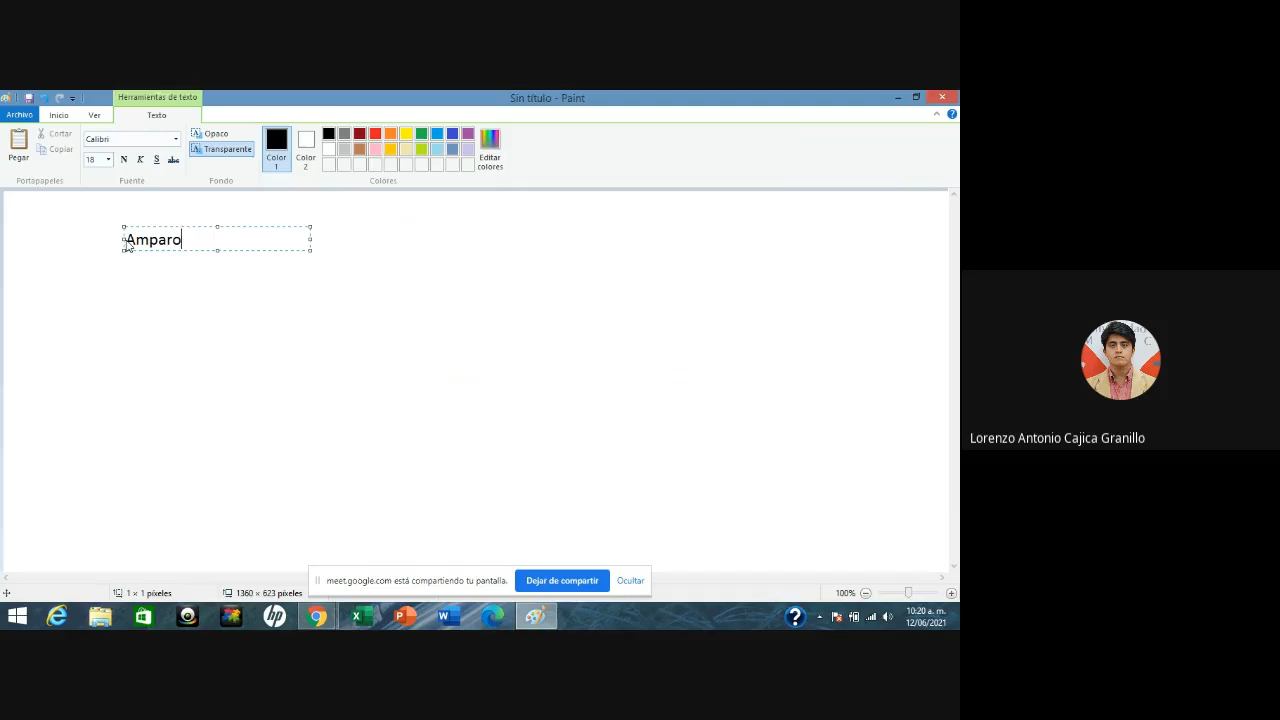 Herramientas de texto
Sin título - Paint
Archivo
Inicio
Ver
Texto
Pegar
Cortar
Copiar
Portapapeles
Calibri
18
N K S abc
Fuente
Opaco
Transparente
Fondo
Color 1
Color 2
Editar colores
Colores
Amparo
meet.google.com está compartiendo tu pantalla.
Dejar de compartir
Ocultar
1 × 1 píxeles
1360 × 623 píxeles
100%
10:20 a. m.
12/06/2021
Lorenzo Antonio Cajica Granillo